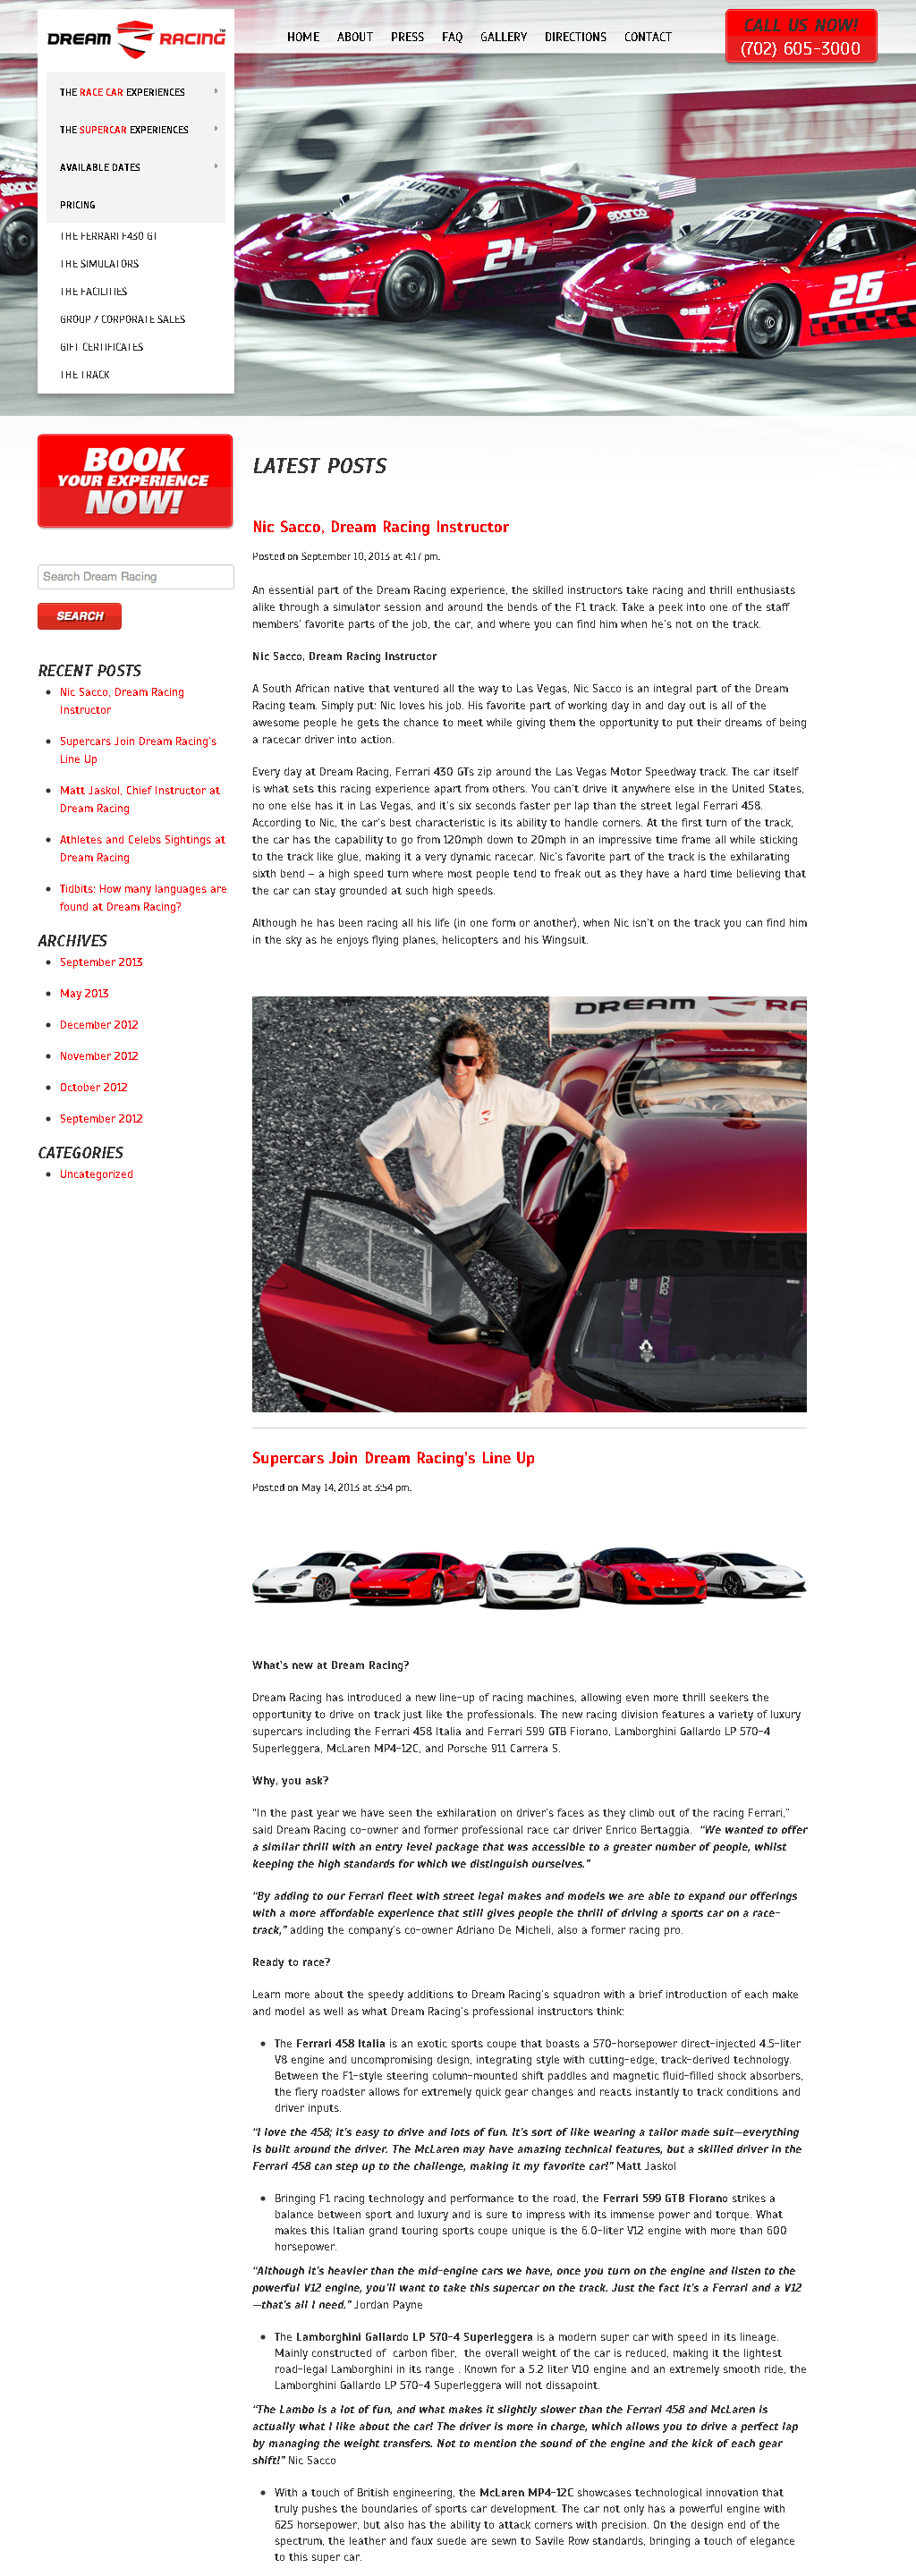 DREAM RACING™
HOME ABOUT PRESS FAQ GALLERY DIRECTIONS CONTACT
CALL US NOW!
(702) 605-3000
THE RACE CAR EXPERIENCES
THE SUPERCAR EXPERIENCES
AVAILABLE DATES
PRICING
THE FERRARI F430 GT
THE SIMULATORS
THE FACILITIES
GROUP / CORPORATE SALES
GIFT CERTIFICATES
THE TRACK
LAS VEGAS
sparco
24
LAS VEGAS
sparco
26
BOOK
YOUR EXPERIENCE
NOW!
Search Dream Racing
SEARCH
RECENT POSTS
Nic Sacco, Dream Racing
Instructor
Supercars Join Dream Racing's
Line Up
Matt Jaskol, Chief Instructor at
Dream Racing
Athletes and Celebs Sightings at
Dream Racing
Tidbits: How many languages are
found at Dream Racing?
ARCHIVES
September 2013
May 2013
December 2012
November 2012
October 2012
September 2012
CATEGORIES
Uncategorized
LATEST POSTS
Nic Sacco, Dream Racing Instructor
Posted on September 10, 2013 at 4:17 pm.
An essential part of the Dream Racing experience, the skilled instructors take racing and thrill enthusiasts
alike through a simulator session and around the bends of the F1 track. Take a peek into one of the staff
members' favorite parts of the job, the car, and where you can find him when he's not on the track.
Nic Sacco, Dream Racing Instructor
A South African native that ventured all the way to Las Vegas, Nic Sacco is an integral part of the Dream
Racing team. Simply put: Nic loves his job. His favorite part of working day in and day out is all of the
awesome people he gets the chance to meet while giving them the opportunity to put their dreams of being
a racecar driver into action.
Every day at Dream Racing, Ferrari 430 GTs zip around the Las Vegas Motor Speedway track. The car itself
is what sets this racing experience apart from others. You can't drive it anywhere else in the United States,
no one else has it in Las Vegas, and it's six seconds faster per lap than the street legal Ferrari 458.
According to Nic, the car's best characteristic is its ability to handle corners. At the first turn of the track,
the car has the capability to go from 120mph down to 20mph in an impressive time frame all while sticking
to the track like glue, making it a very dynamic racecar. Nic's favorite part of the track is the exhilarating
sixth bend – a high speed turn where most people tend to freak out as they have a hard time believing that
the car can stay grounded at such high speeds.
Although he has been racing all his life (in one form or another), when Nic isn't on the track you can find him
in the sky as he enjoys flying planes, helicopters and his Wingsuit.
DREAM RA
LAS VEGAS
Supercars Join Dream Racing's Line Up
Posted on May 14, 2013 at 3:54 pm.
What's new at Dream Racing?
Dream Racing has introduced a new line-up of racing machines, allowing even more thrill seekers the
opportunity to drive on track just like the professionals. The new racing division features a variety of luxury
supercars including the Ferrari 458 Italia and Ferrari 599 GTB Fiorano, Lamborghini Gallardo LP 570-4
Superleggera, McLaren MP4-12C, and Porsche 911 Carrera S.
Why, you ask?
"In the past year we have seen the exhilaration on driver's faces as they climb out of the racing Ferrari,"
said Dream Racing co-owner and former professional race car driver Enrico Bertaggia. "We wanted to offer
a similar thrill with an entry level package that was accessible to a greater number of people, whilst
keeping the high standards for which we distinguish ourselves."
"By adding to our Ferrari fleet with street legal makes and models we are able to expand our offerings
with a more affordable experience that still gives people the thrill of driving a sports car on a race-
track," adding the company's co-owner Adriano De Micheli, also a former racing pro.
Ready to race?
Learn more about the speedy additions to Dream Racing's squadron with a brief introduction of each make
and model as well as what Dream Racing's professional instructors think:
The Ferrari 458 Italia is an exotic sports coupe that boasts a 570-horsepower direct-injected 4.5-liter
V8 engine and uncompromising design, integrating style with cutting-edge, track-derived technology.
Between the F1-style steering column-mounted shift paddles and magnetic fluid-filled shock absorbers,
the fiery roadster allows for extremely quick gear changes and reacts instantly to track conditions and
driver inputs.
"I love the 458; it's easy to drive and lots of fun. It's sort of like wearing a tailor made suit—everything
is built around the driver. The McLaren may have amazing technical features, but a skilled driver in the
Ferrari 458 can step up to the challenge, making it my favorite car!" Matt Jaskol
Bringing F1 racing technology and performance to the road, the Ferrari 599 GTB Fiorano strikes a
balance between sport and luxury and is sure to impress with its immense power and torque. What
makes this Italian grand touring sports coupe unique is the 6.0-liter V12 engine with more than 600
horsepower.
"Although it's heavier than the mid-engine cars we have, once you turn on the engine and listen to the
powerful V12 engine, you'll want to take this supercar on the track. Just the fact it's a Ferrari and a V12
—that's all I need." Jordan Payne
The Lamborghini Gallardo LP 570-4 Superleggera is a modern super car with speed in its lineage.
Mainly constructed of carbon fiber, the overall weight of the car is reduced, making it the lightest
road-legal Lamborghini in its range . Known for a 5.2 liter V10 engine and an extremely smooth ride, the
Lamborghini Gallardo LP 570-4 Superleggera will not dissapoint.
"The Lambo is a lot of fun, and what makes it slightly slower than the Ferrari 458 and McLaren is
actually what I like about the car! The driver is more in charge, which allows you to drive a perfect lap
by managing the weight transfers. Not to mention the sound of the engine and the kick of each gear
shift!" Nic Sacco
With a touch of British engineering, the McLaren MP4-12C showcases technological innovation that
truly pushes the boundaries of sports car development. The car not only has a powerful engine with
625 horsepower, but also has the ability to attack corners with precision. On the design end of the
spectrum, the leather and faux suede are sewn to Savile Row standards, bringing a touch of elegance
to this super car.